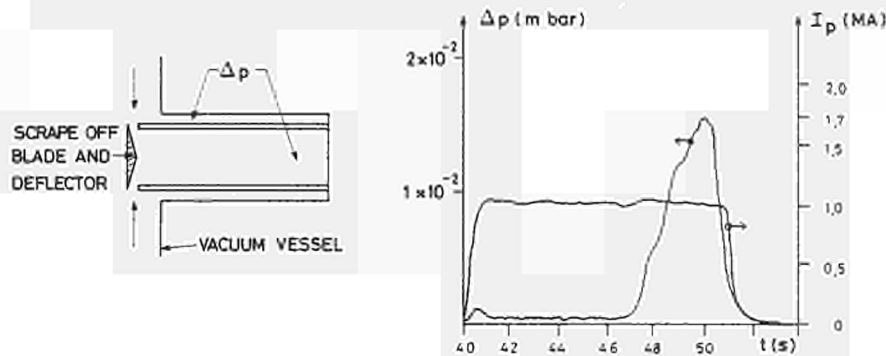 Δp
SCRAPE OFF
BLADE AND
DEFLECTOR
VACUUM VESSEL
Δp (m bar)
I_p (MA)
2×10⁻²
1×10⁻²
2,0
1,7
1,5
1,0
0,5
0
40 42 44 46 48 50 t(s)